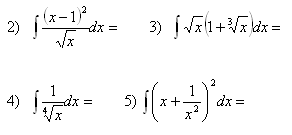 2) ∫ (x−1)²/√x dx =    3) ∫ √x(1+∛x)dx =
4) ∫ 1/∜x dx =    5) ∫ (x + 1/x²)² dx =